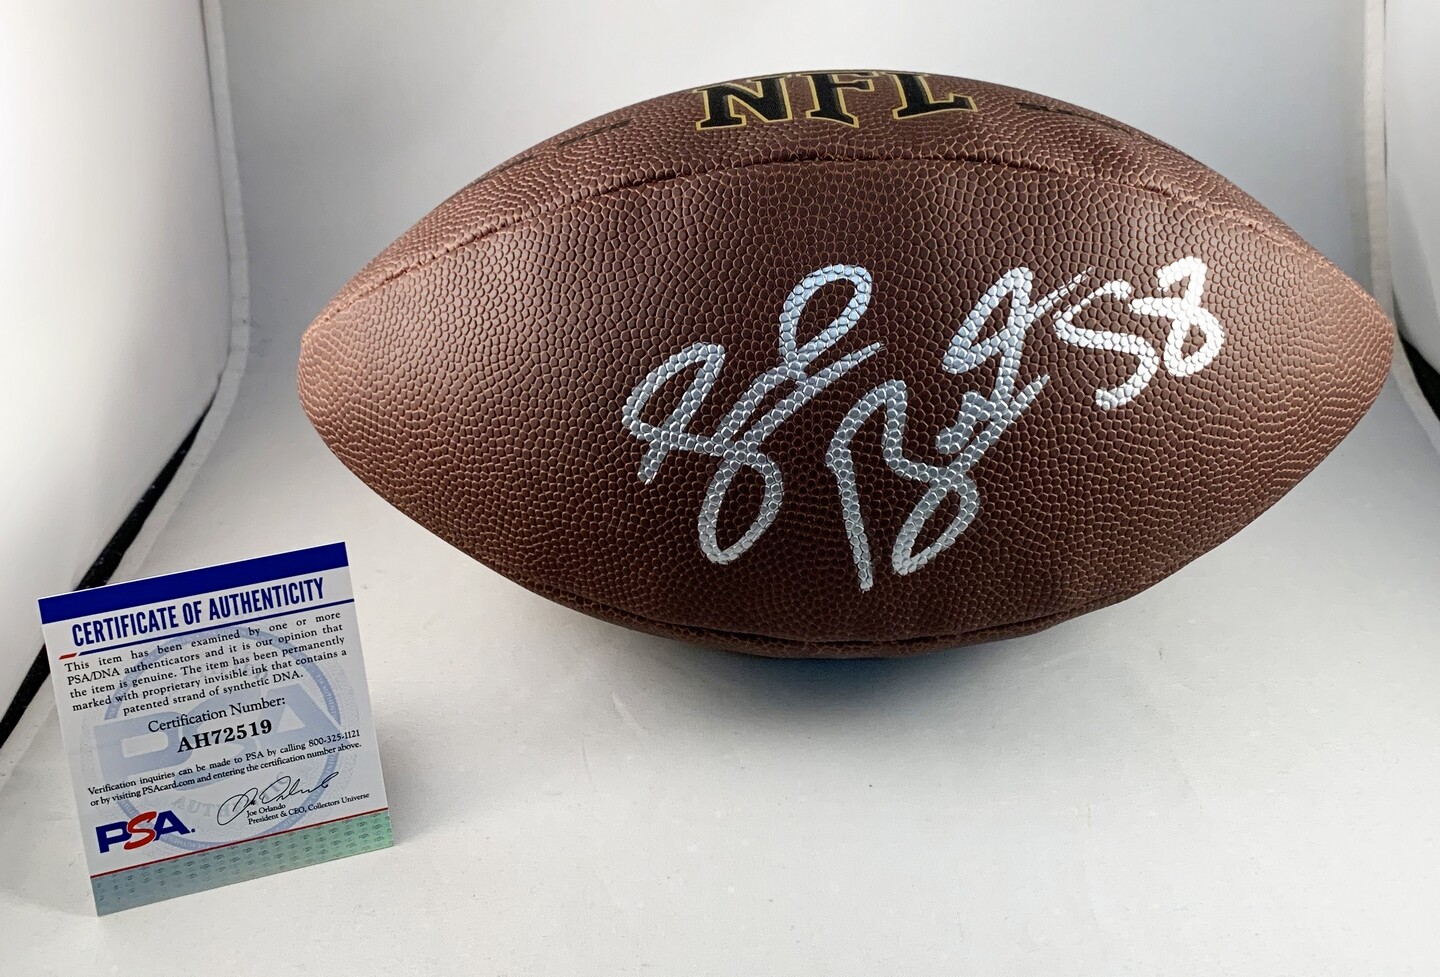 NFL
58
CERTIFICATE OF AUTHENTICITY
This item has been examined by one or more
PSA/DNA authenticators and it is our opinion that
the item is genuine. The item has been permanently
marked with proprietary invisible ink that contains a
patented strand of synthetic DNA.
Certification Number:
AH72519
Verification inquiries can be made to PSA by calling 800-325-1121
or by visiting PSAcard.com and entering the certification number above.
Joe Orlando
President & CEO, Collectors Universe
PSA.